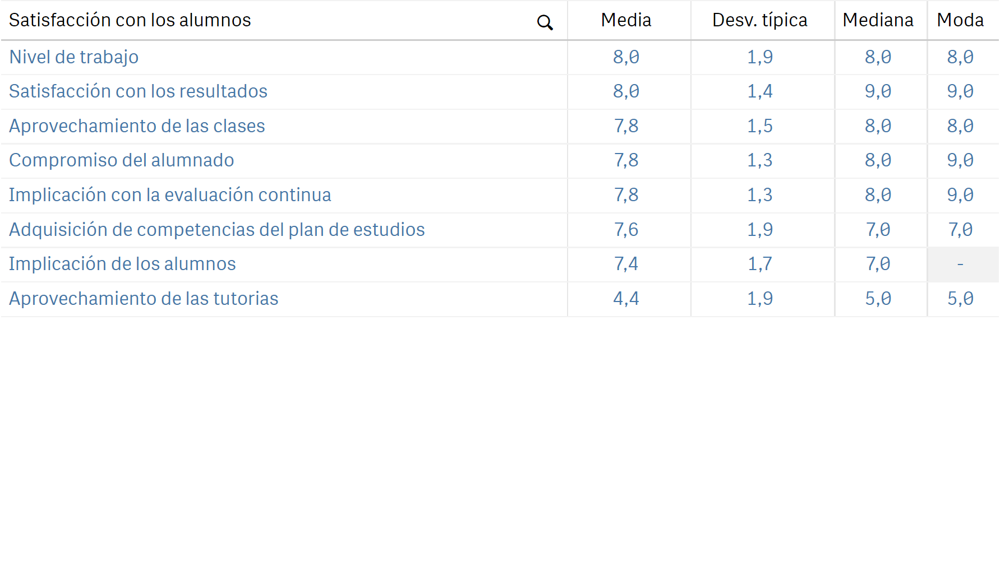 Satisfacción con los alumnos Media Desv. típica Mediana Moda
Nivel de trabajo 8,0 1,9 8,0 8,0
Satisfacción con los resultados 8,0 1,4 9,0 9,0
Aprovechamiento de las clases 7,8 1,5 8,0 8,0
Compromiso del alumnado 7,8 1,3 8,0 9,0
Implicación con la evaluación continua 7,8 1,3 8,0 9,0
Adquisición de competencias del plan de estudios 7,6 1,9 7,0 7,0
Implicación de los alumnos 7,4 1,7 7,0 -
Aprovechamiento de las tutorias 4,4 1,9 5,0 5,0